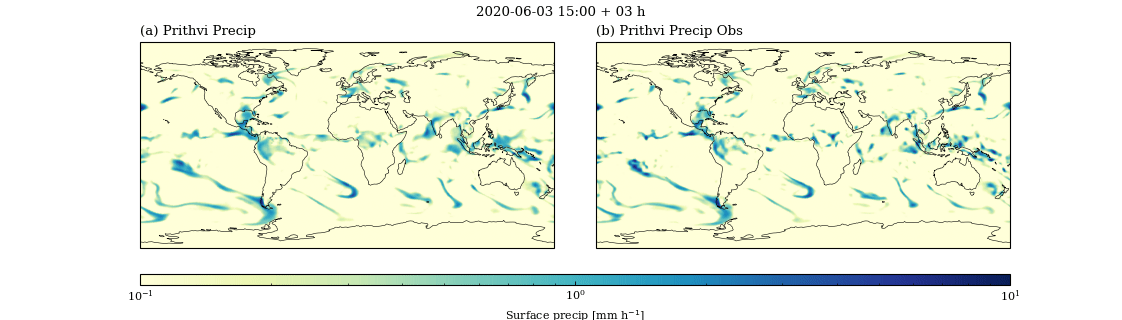 2020-06-03 15:00 + 03 h
(a) Prithvi Precip
(b) Prithvi Precip Obs
10⁻¹
10⁰
10¹
Surface precip [mm h⁻¹]